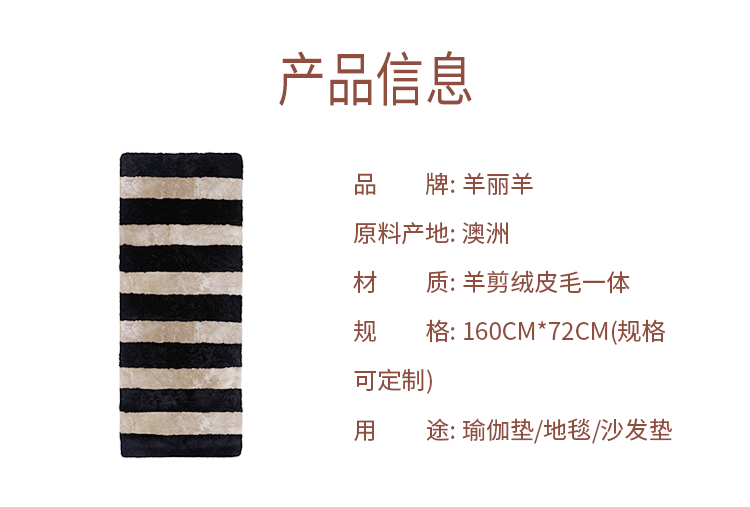 产品信息
品　　牌: 羊丽羊
原料产地: 澳洲
材　　质: 羊剪绒皮毛一体
规　　格: 160CM*72CM(规格
可定制)
用　　途: 瑜伽垫/地毯/沙发垫